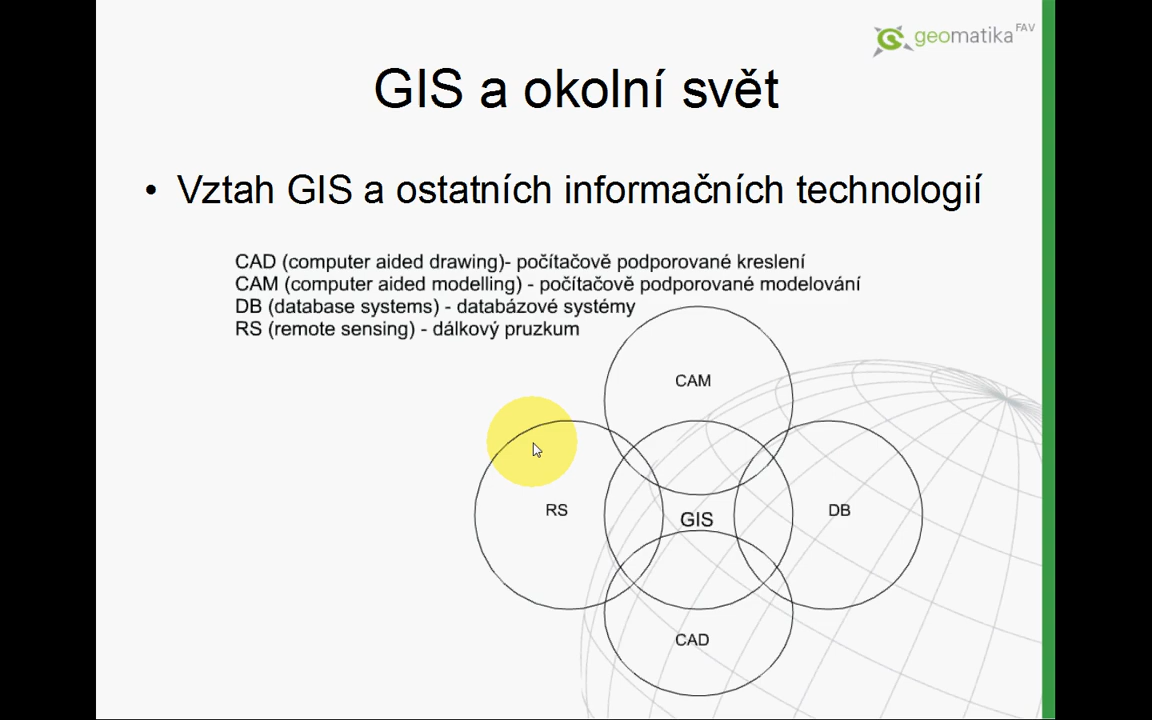 geomatika FAV
GIS a okolní svět
• Vztah GIS a ostatních informačních technologií
CAD (computer aided drawing)- počítačově podporované kreslení
CAM (computer aided modelling) - počítačově podporované modelování
DB (database systems) - databázové systémy
RS (remote sensing) - dálkový pruzkum
CAM
RS
GIS
DB
CAD